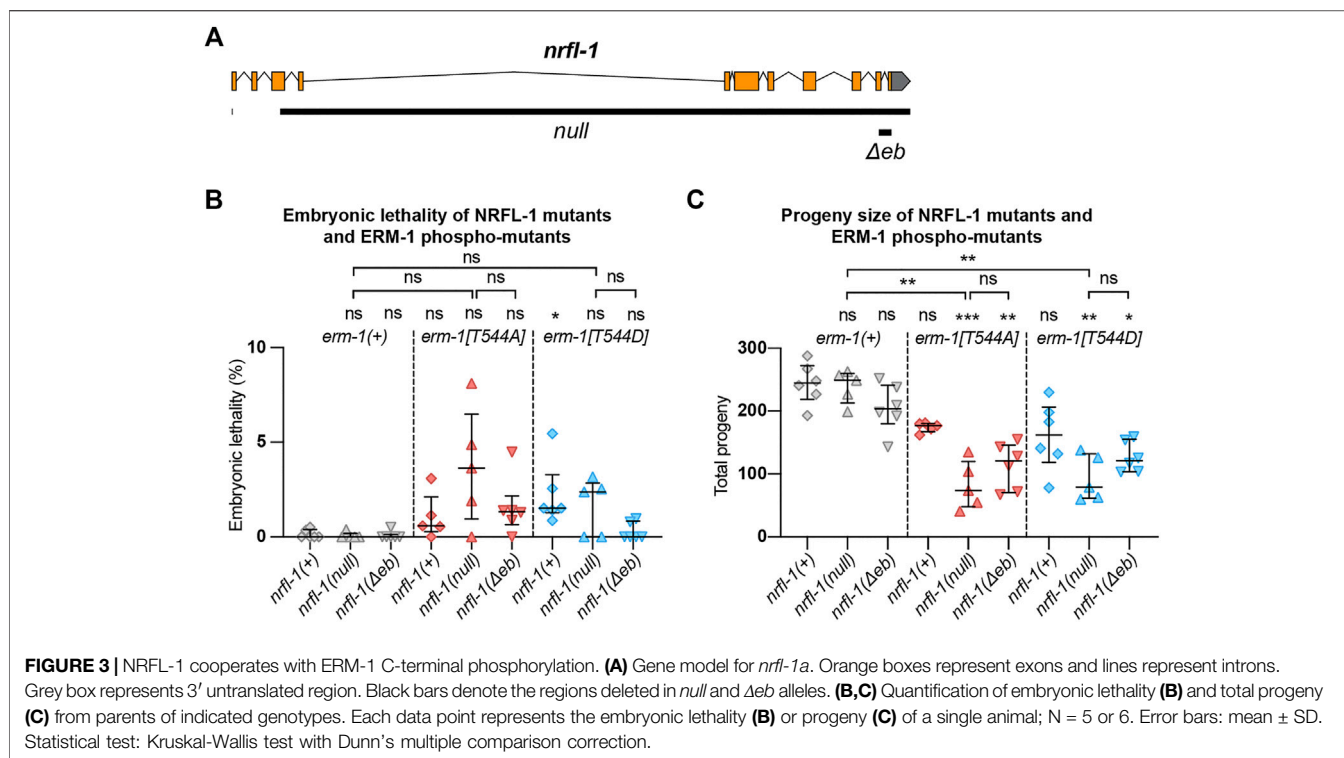 A
nrfl-1
null
Δeb
B
Embryonic lethality of NRFL-1 mutants
and ERM-1 phospho-mutants
ns
ns ns ns
ns ns ns ns ns * ns ns
erm-1(+) erm-1[T544A] erm-1[T544D]
Embryonic lethality (%)
10
5
0
nrfl-1(+) nrfl-1(null) nrfl-1(Δeb) nrfl-1(+) nrfl-1(null) nrfl-1(Δeb) nrfl-1(+) nrfl-1(null) nrfl-1(Δeb)
C
Progeny size of NRFL-1 mutants and
ERM-1 phospho-mutants
**
** ns ns
ns ns ns *** ** ns ** *
erm-1(+) erm-1[T544A] erm-1[T544D]
Total progeny
300
200
100
0
nrfl-1(+) nrfl-1(null) nrfl-1(Δeb) nrfl-1(+) nrfl-1(null) nrfl-1(Δeb) nrfl-1(+) nrfl-1(null) nrfl-1(Δeb)
FIGURE 3 | NRFL-1 cooperates with ERM-1 C-terminal phosphorylation. (A) Gene model for nrfl-1a. Orange boxes represent exons and lines represent introns.
Grey box represents 3′ untranslated region. Black bars denote the regions deleted in null and Δeb alleles. (B,C) Quantification of embryonic lethality (B) and total progeny
(C) from parents of indicated genotypes. Each data point represents the embryonic lethality (B) or progeny (C) of a single animal; N = 5 or 6. Error bars: mean ± SD.
Statistical test: Kruskal-Wallis test with Dunn's multiple comparison correction.